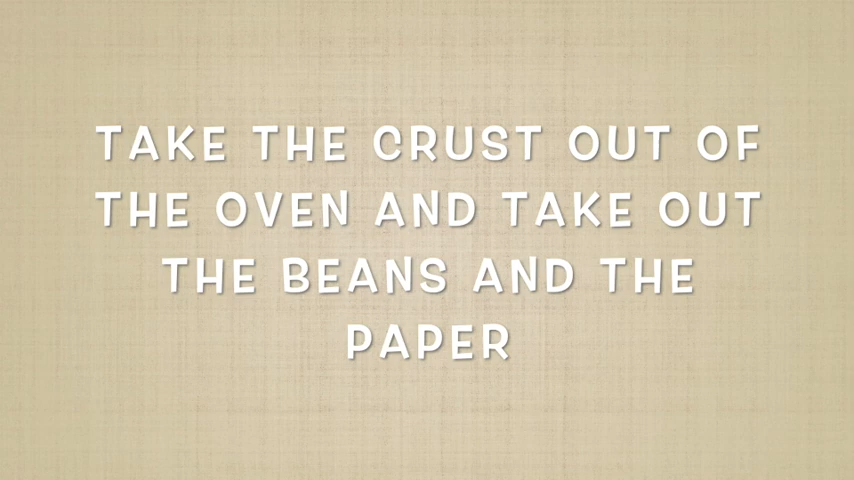 TAKE THE CRUST OUT OF
THE OVEN AND TAKE OUT
THE BEANS AND THE
PAPER